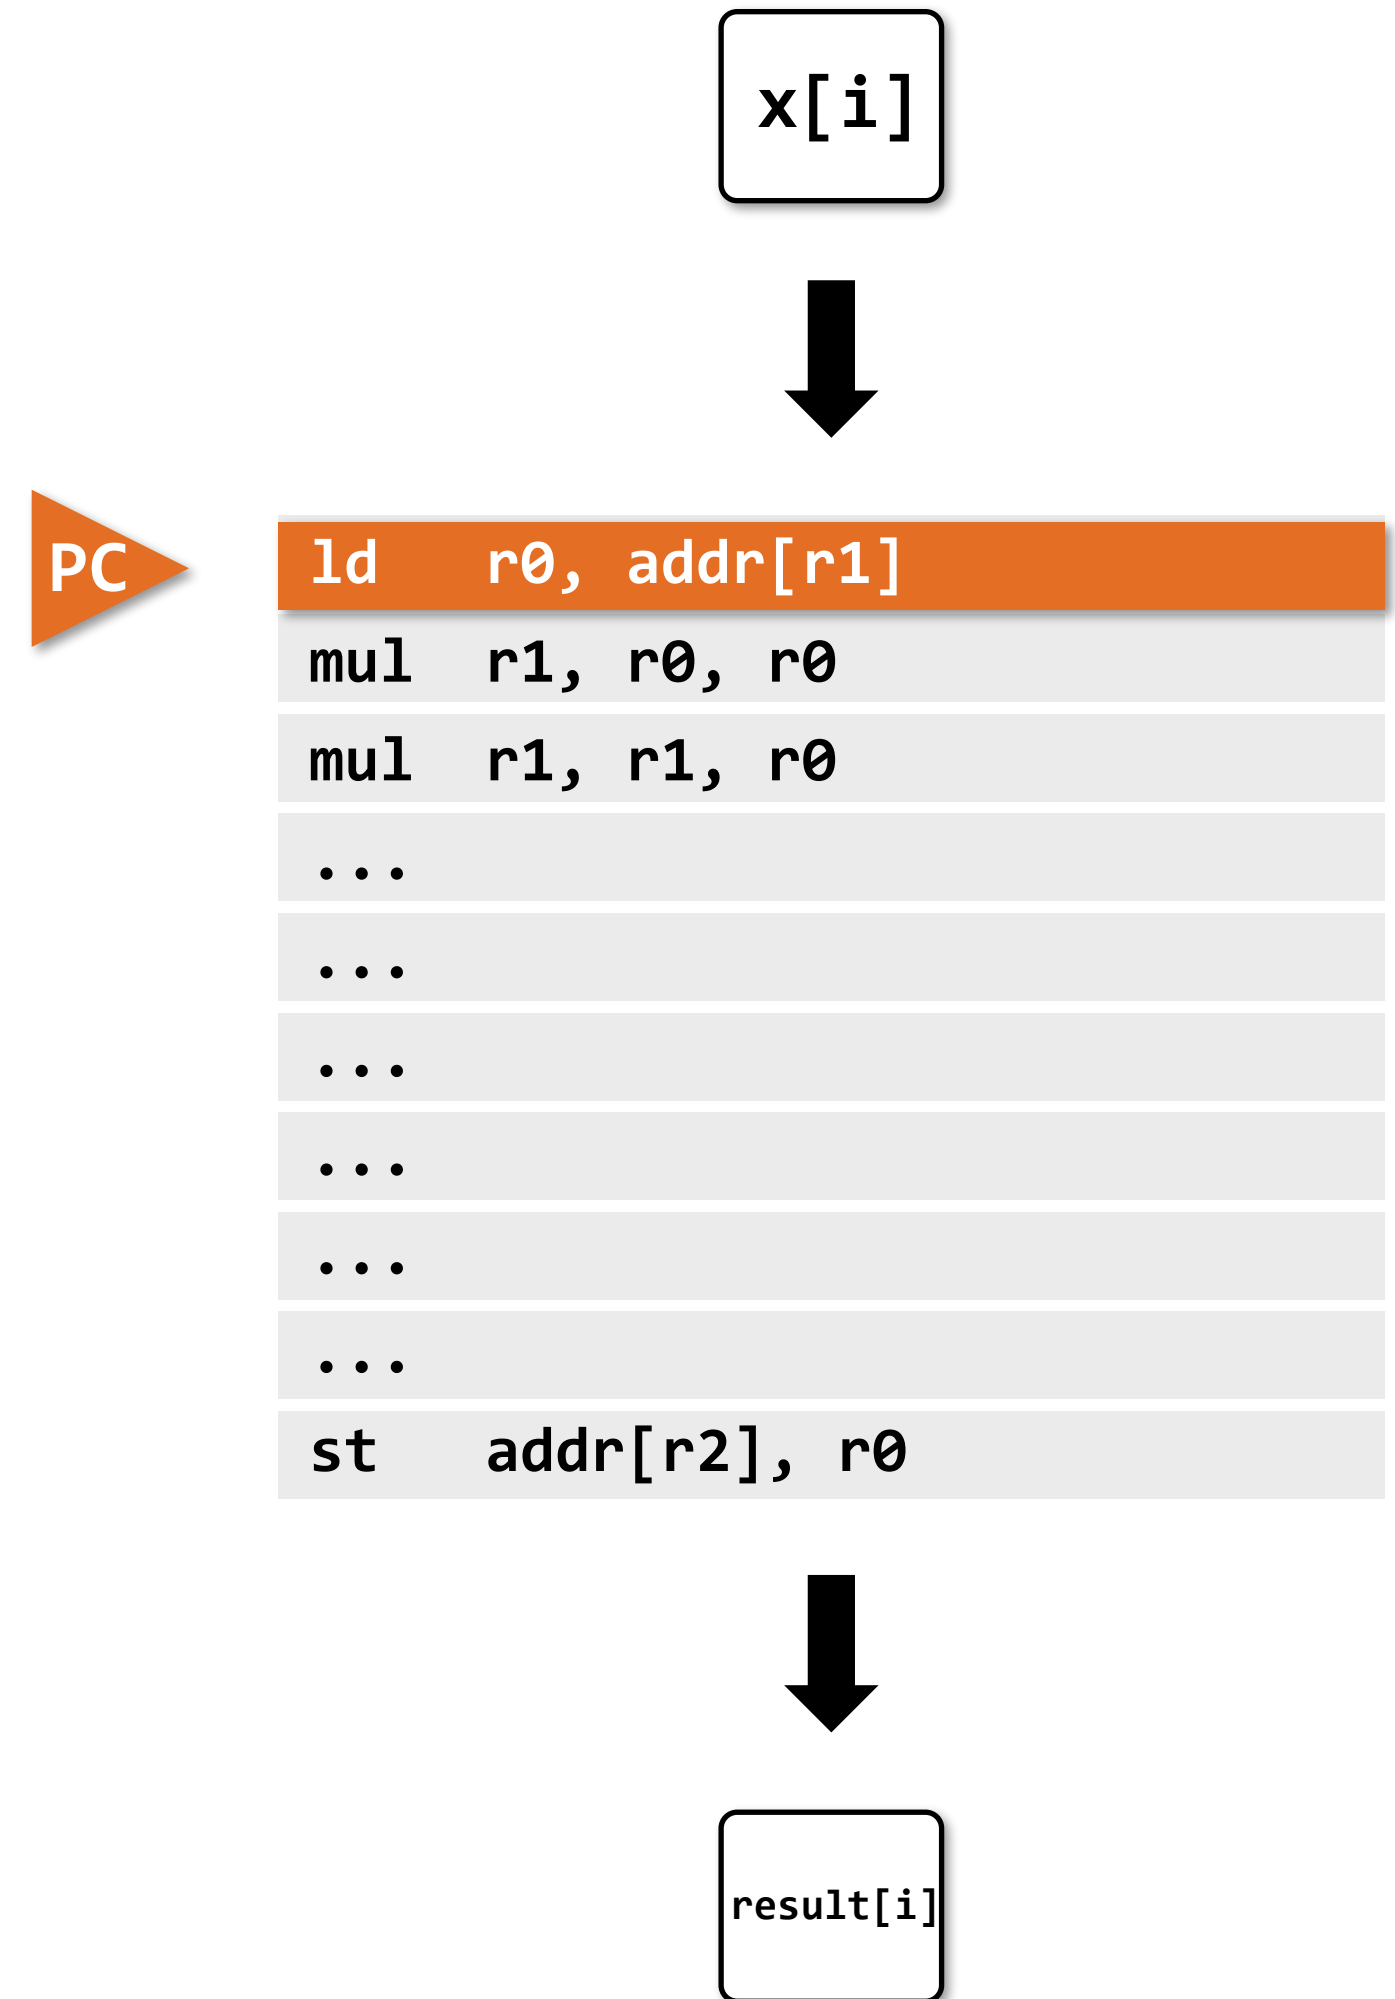 x[i]
PC
ld r0, addr[r1]
mul r1, r0, r0
mul r1, r1, r0
...
...
...
...
...
...
st addr[r2], r0
result[i]